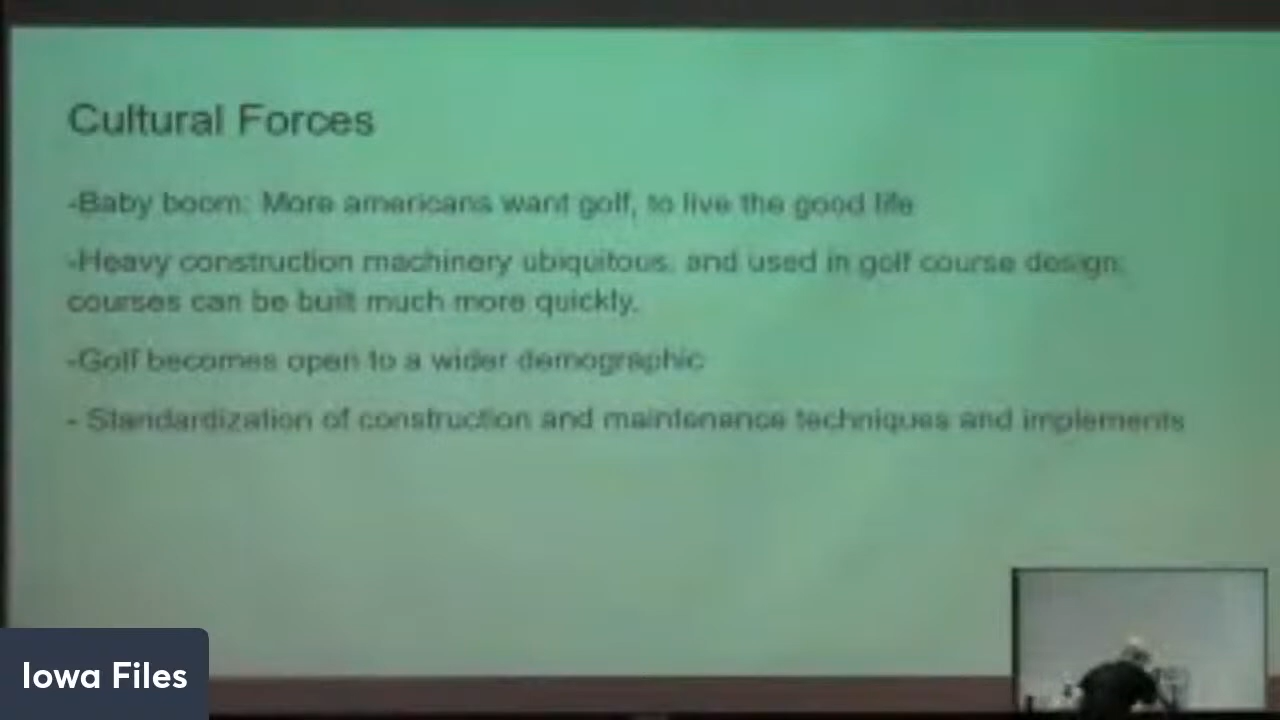 Cultural Forces
-Baby boom: More americans want golf, to live the good life
-Heavy construction machinery ubiquitous, and used in golf course design;
courses can be built much more quickly.
-Golf becomes open to a wider demographic
- Standardization of construction and maintenance techniques and implements
Iowa Files